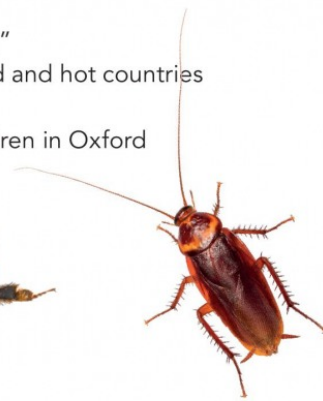 ”
d and hot countries
ren in Oxford